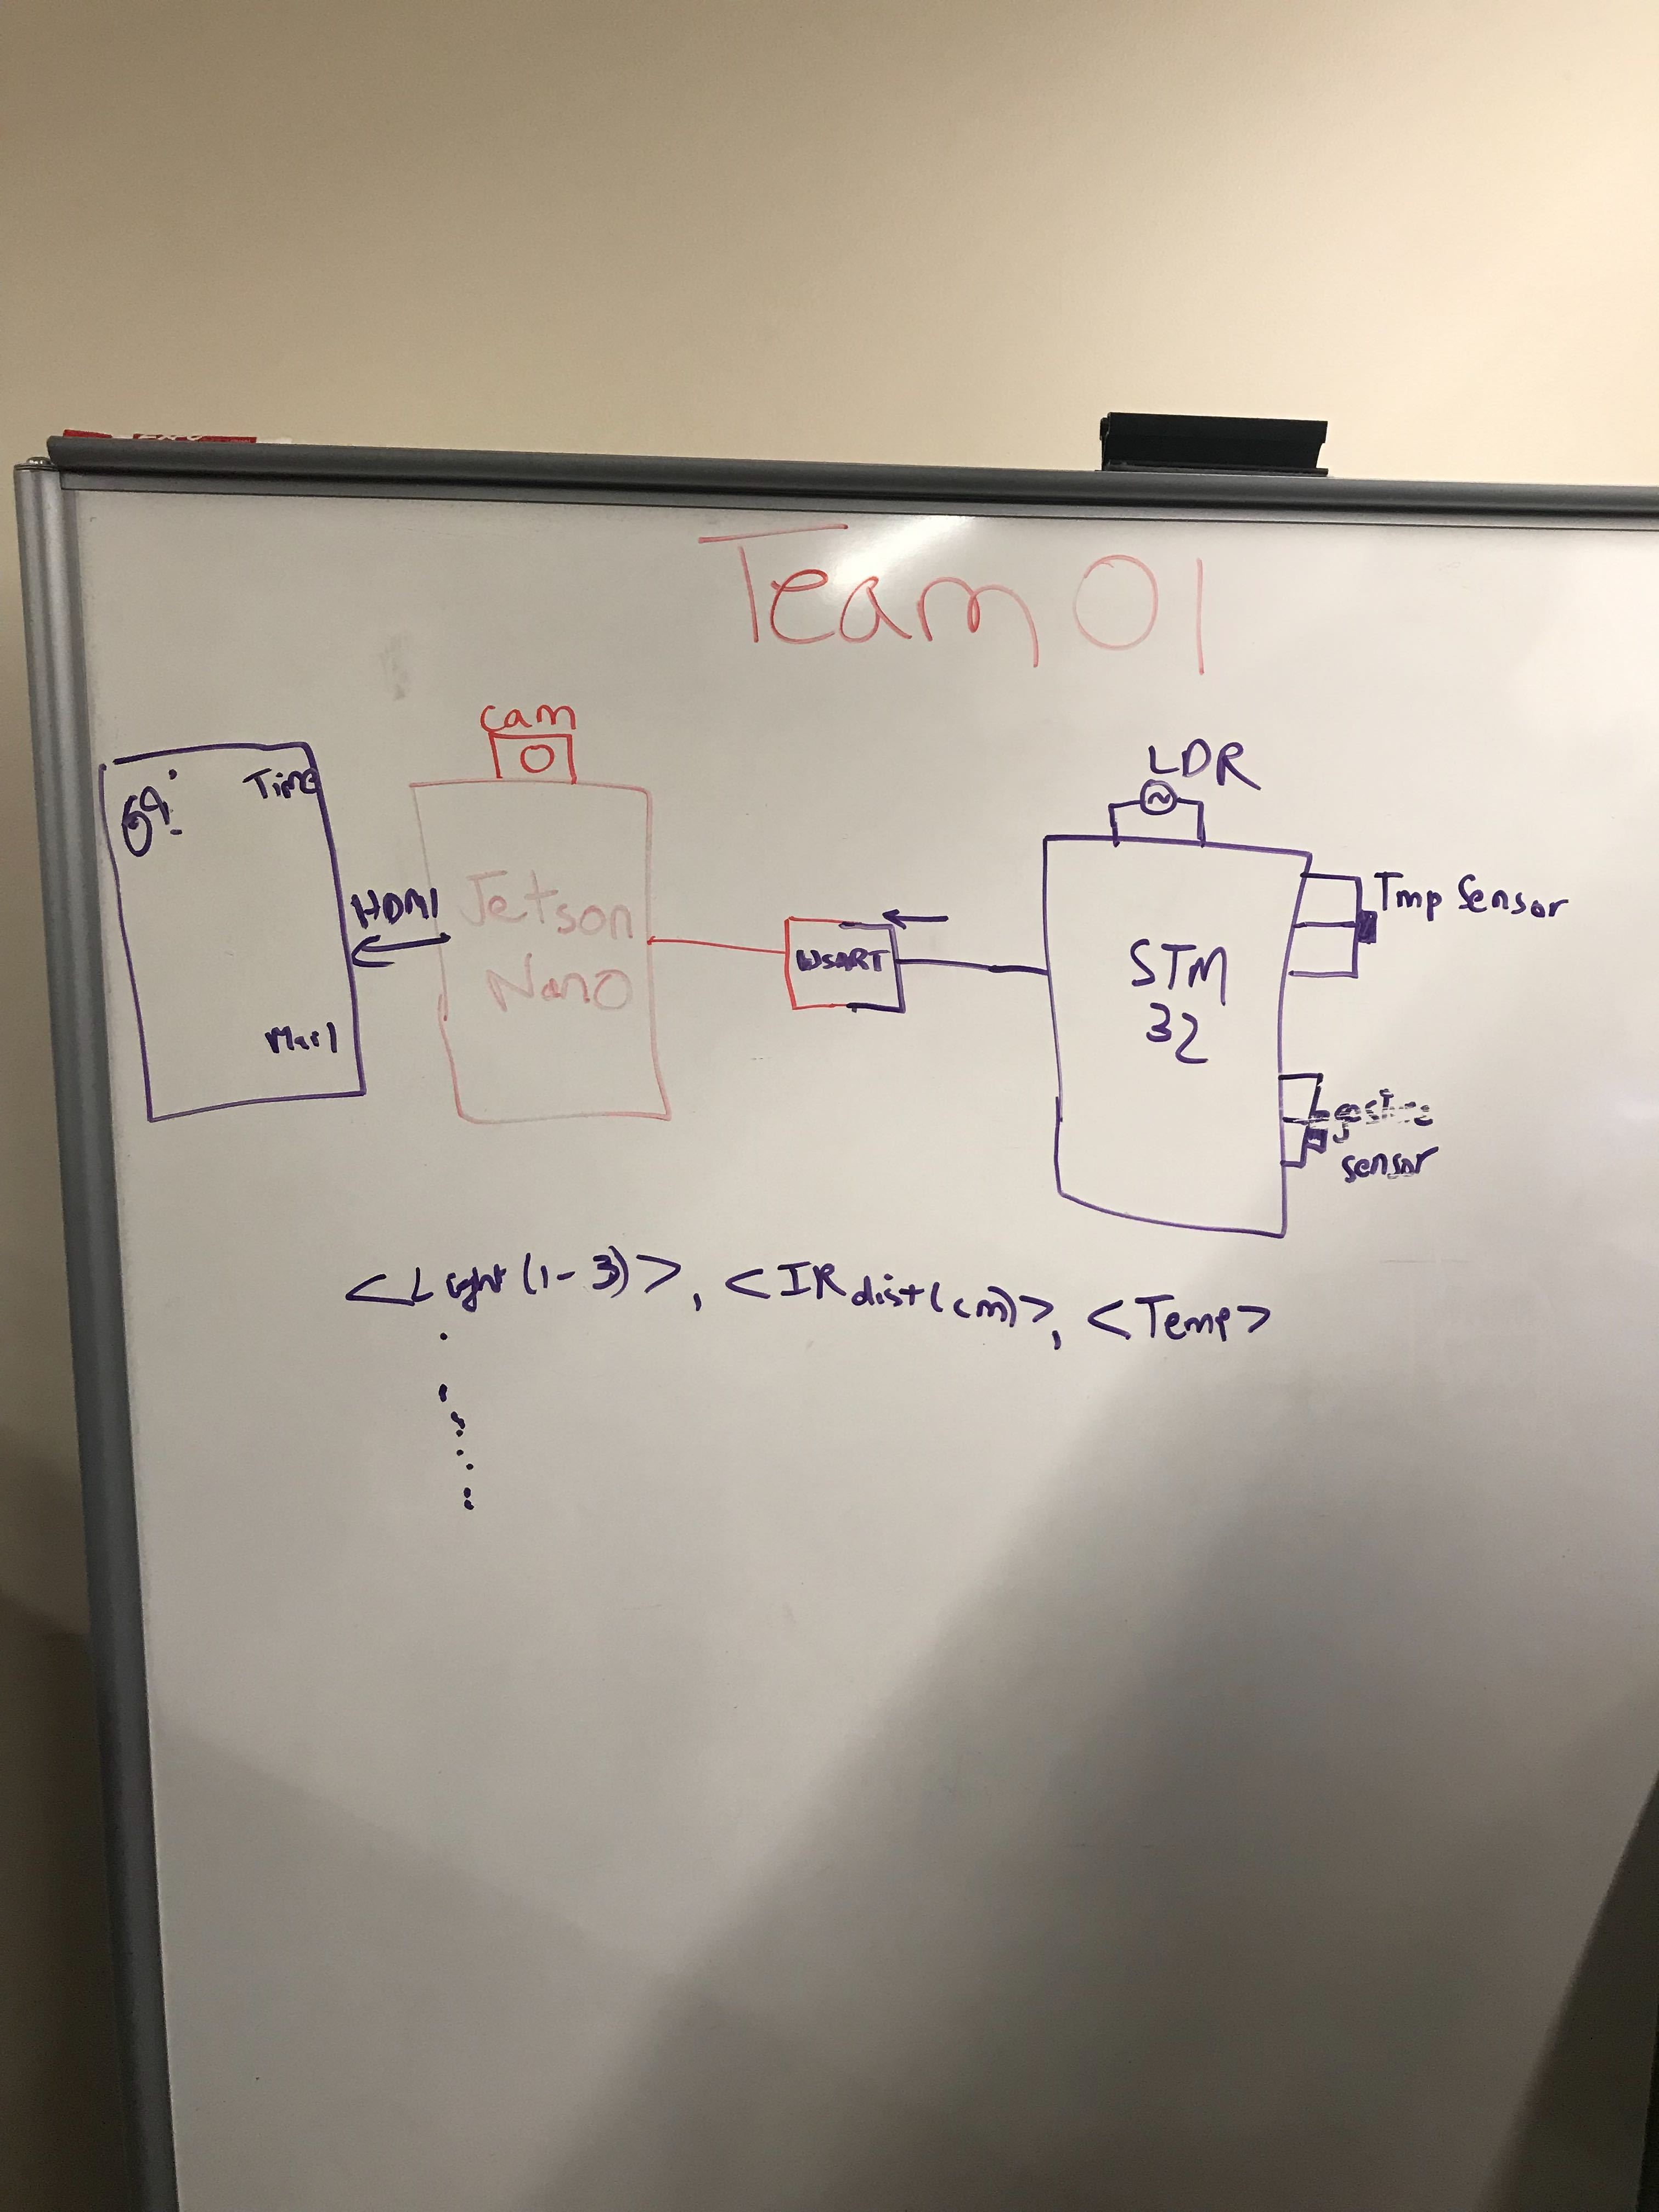 Team 01
cam
LDR
Time
Tmp Sensor
HDMI
Jetson
Nano
USART
STM
32
Mail
gesture
sensor
<Light(1-3)>, <IR dist(cm)>, <Temp>